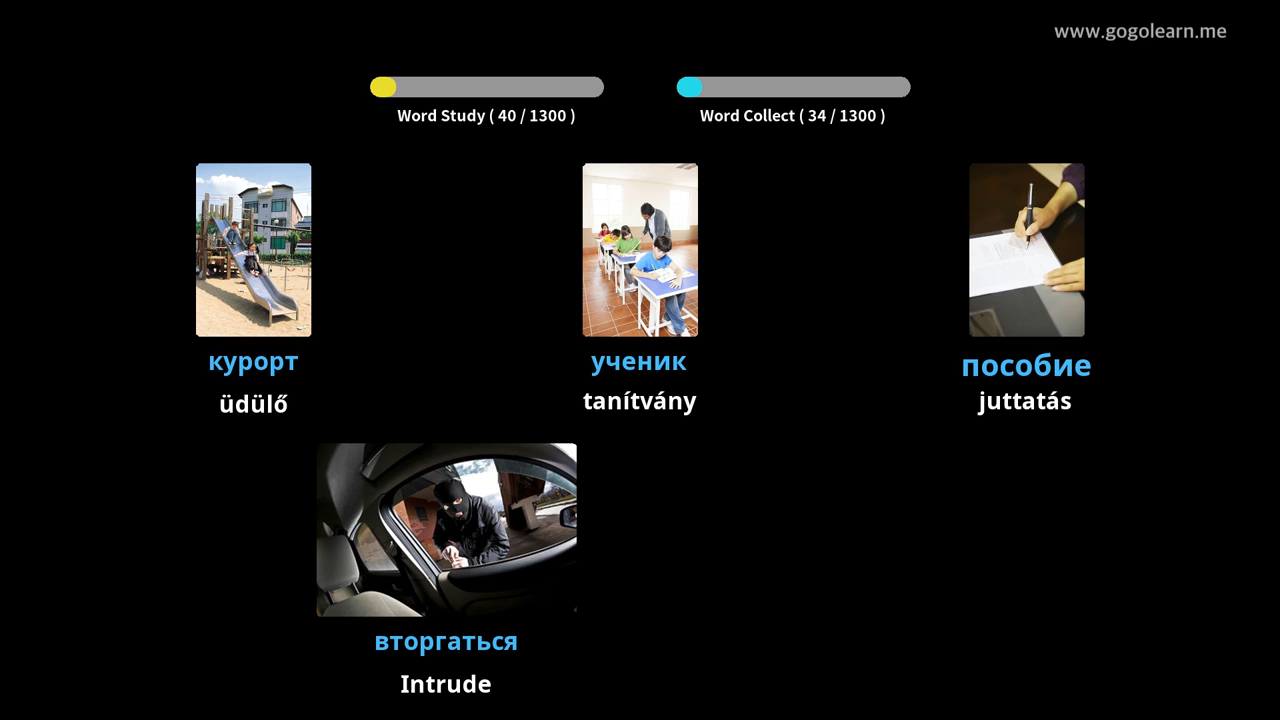 www.gogolearn.me
Word Study ( 40 / 1300 )
Word Collect ( 34 / 1300 )
курорт
üdülő
ученик
tanítvány
пособие
juttatás
вторгаться
Intrude